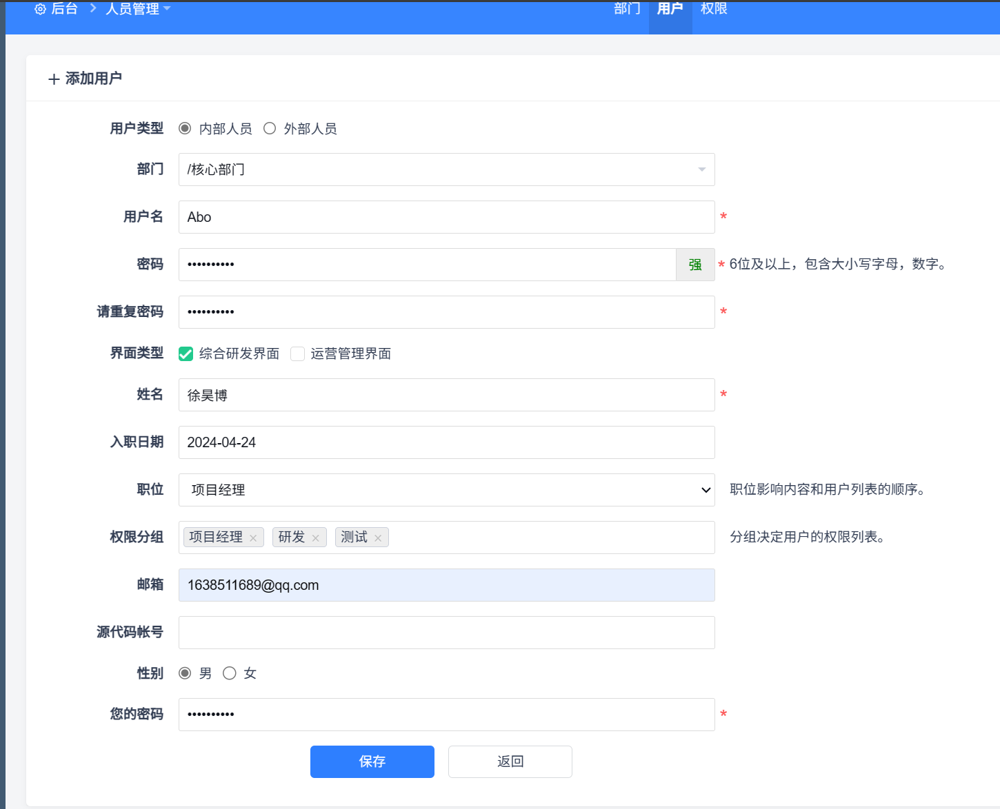 后台 人员管理 部门 用户 权限
添加用户
用户类型 内部人员 外部人员
部门 /核心部门
用户名 Abo *
密码 •••••••••• 强 * 6位及以上，包含大小写字母，数字。
请重复密码 •••••••••• *
界面类型 综合研发界面 运营管理界面
姓名 徐昊博 *
入职日期 2024-04-24
职位 项目经理 职位影响内容和用户列表的顺序。
权限分组 项目经理 × 研发 × 测试 × 分组决定用户的权限列表。
邮箱 1638511689@qq.com
源代码帐号
性别 男 女
您的密码 •••••••••• *
保存 返回